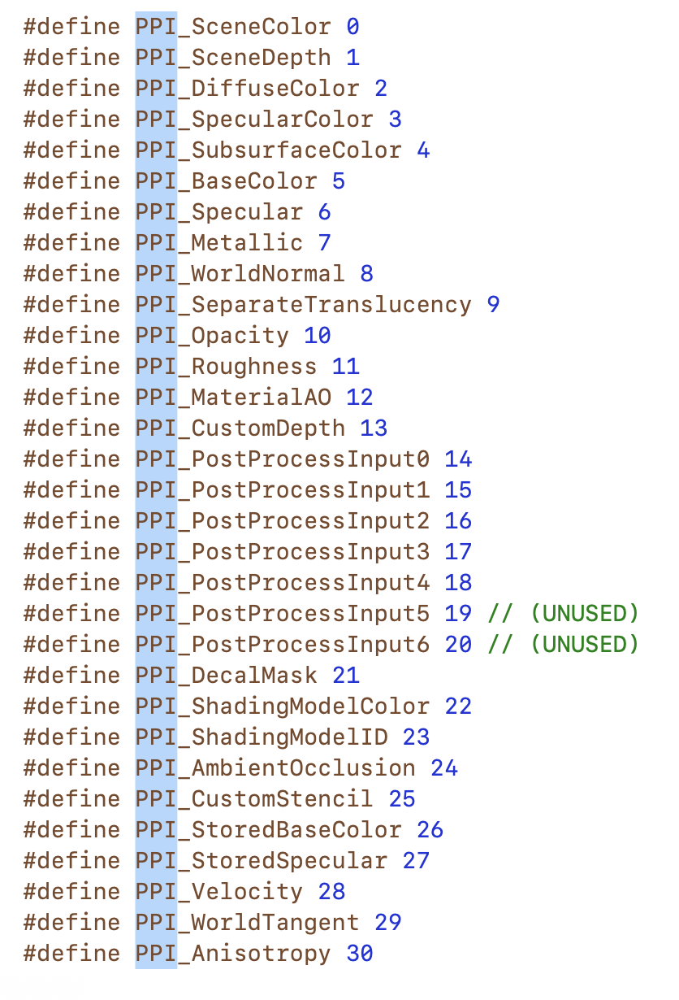 #define PPI_SceneColor 0
#define PPI_SceneDepth 1
#define PPI_DiffuseColor 2
#define PPI_SpecularColor 3
#define PPI_SubsurfaceColor 4
#define PPI_BaseColor 5
#define PPI_Specular 6
#define PPI_Metallic 7
#define PPI_WorldNormal 8
#define PPI_SeparateTranslucency 9
#define PPI_Opacity 10
#define PPI_Roughness 11
#define PPI_MaterialAO 12
#define PPI_CustomDepth 13
#define PPI_PostProcessInput0 14
#define PPI_PostProcessInput1 15
#define PPI_PostProcessInput2 16
#define PPI_PostProcessInput3 17
#define PPI_PostProcessInput4 18
#define PPI_PostProcessInput5 19 // (UNUSED)
#define PPI_PostProcessInput6 20 // (UNUSED)
#define PPI_DecalMask 21
#define PPI_ShadingModelColor 22
#define PPI_ShadingModelID 23
#define PPI_AmbientOcclusion 24
#define PPI_CustomStencil 25
#define PPI_StoredBaseColor 26
#define PPI_StoredSpecular 27
#define PPI_Velocity 28
#define PPI_WorldTangent 29
#define PPI_Anisotropy 30